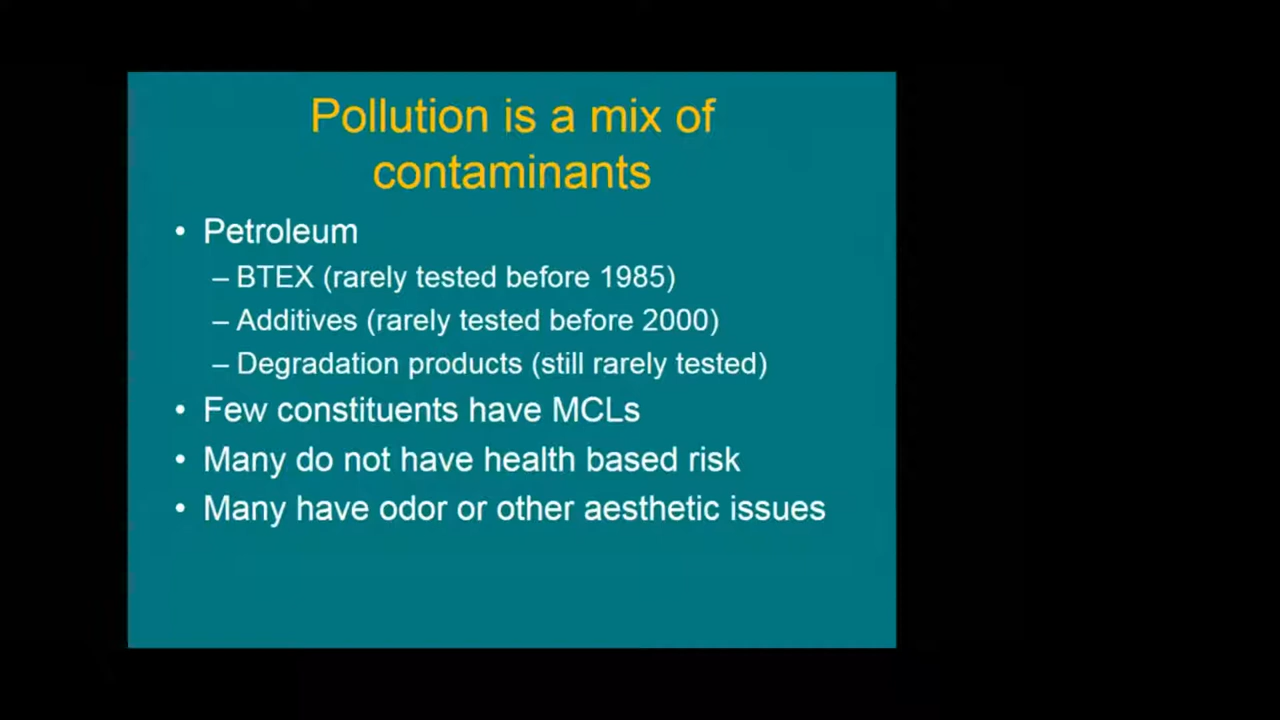 Pollution is a mix of
contaminants
• Petroleum
– BTEX (rarely tested before 1985)
– Additives (rarely tested before 2000)
– Degradation products (still rarely tested)
• Few constituents have MCLs
• Many do not have health based risk
• Many have odor or other aesthetic issues